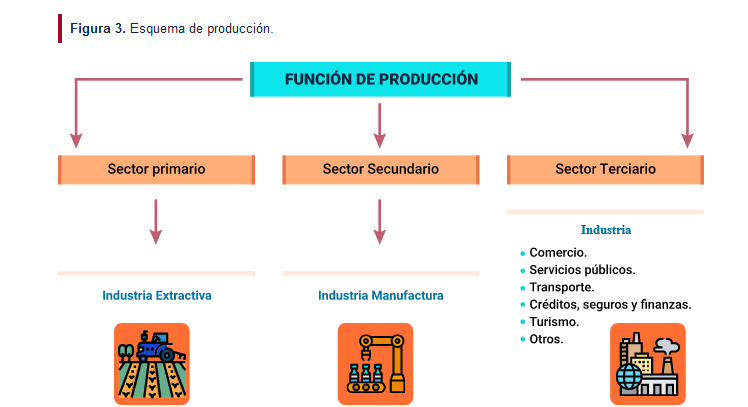 Figura 3. Esquema de producción.
FUNCIÓN DE PRODUCCIÓN
Sector primario
Sector Secundario
Sector Terciario
Industria Extractiva
Industria Manufactura
Industria
Comercio.
Servicios públicos.
Transporte.
Créditos, seguros y finanzas.
Turismo.
Otros.